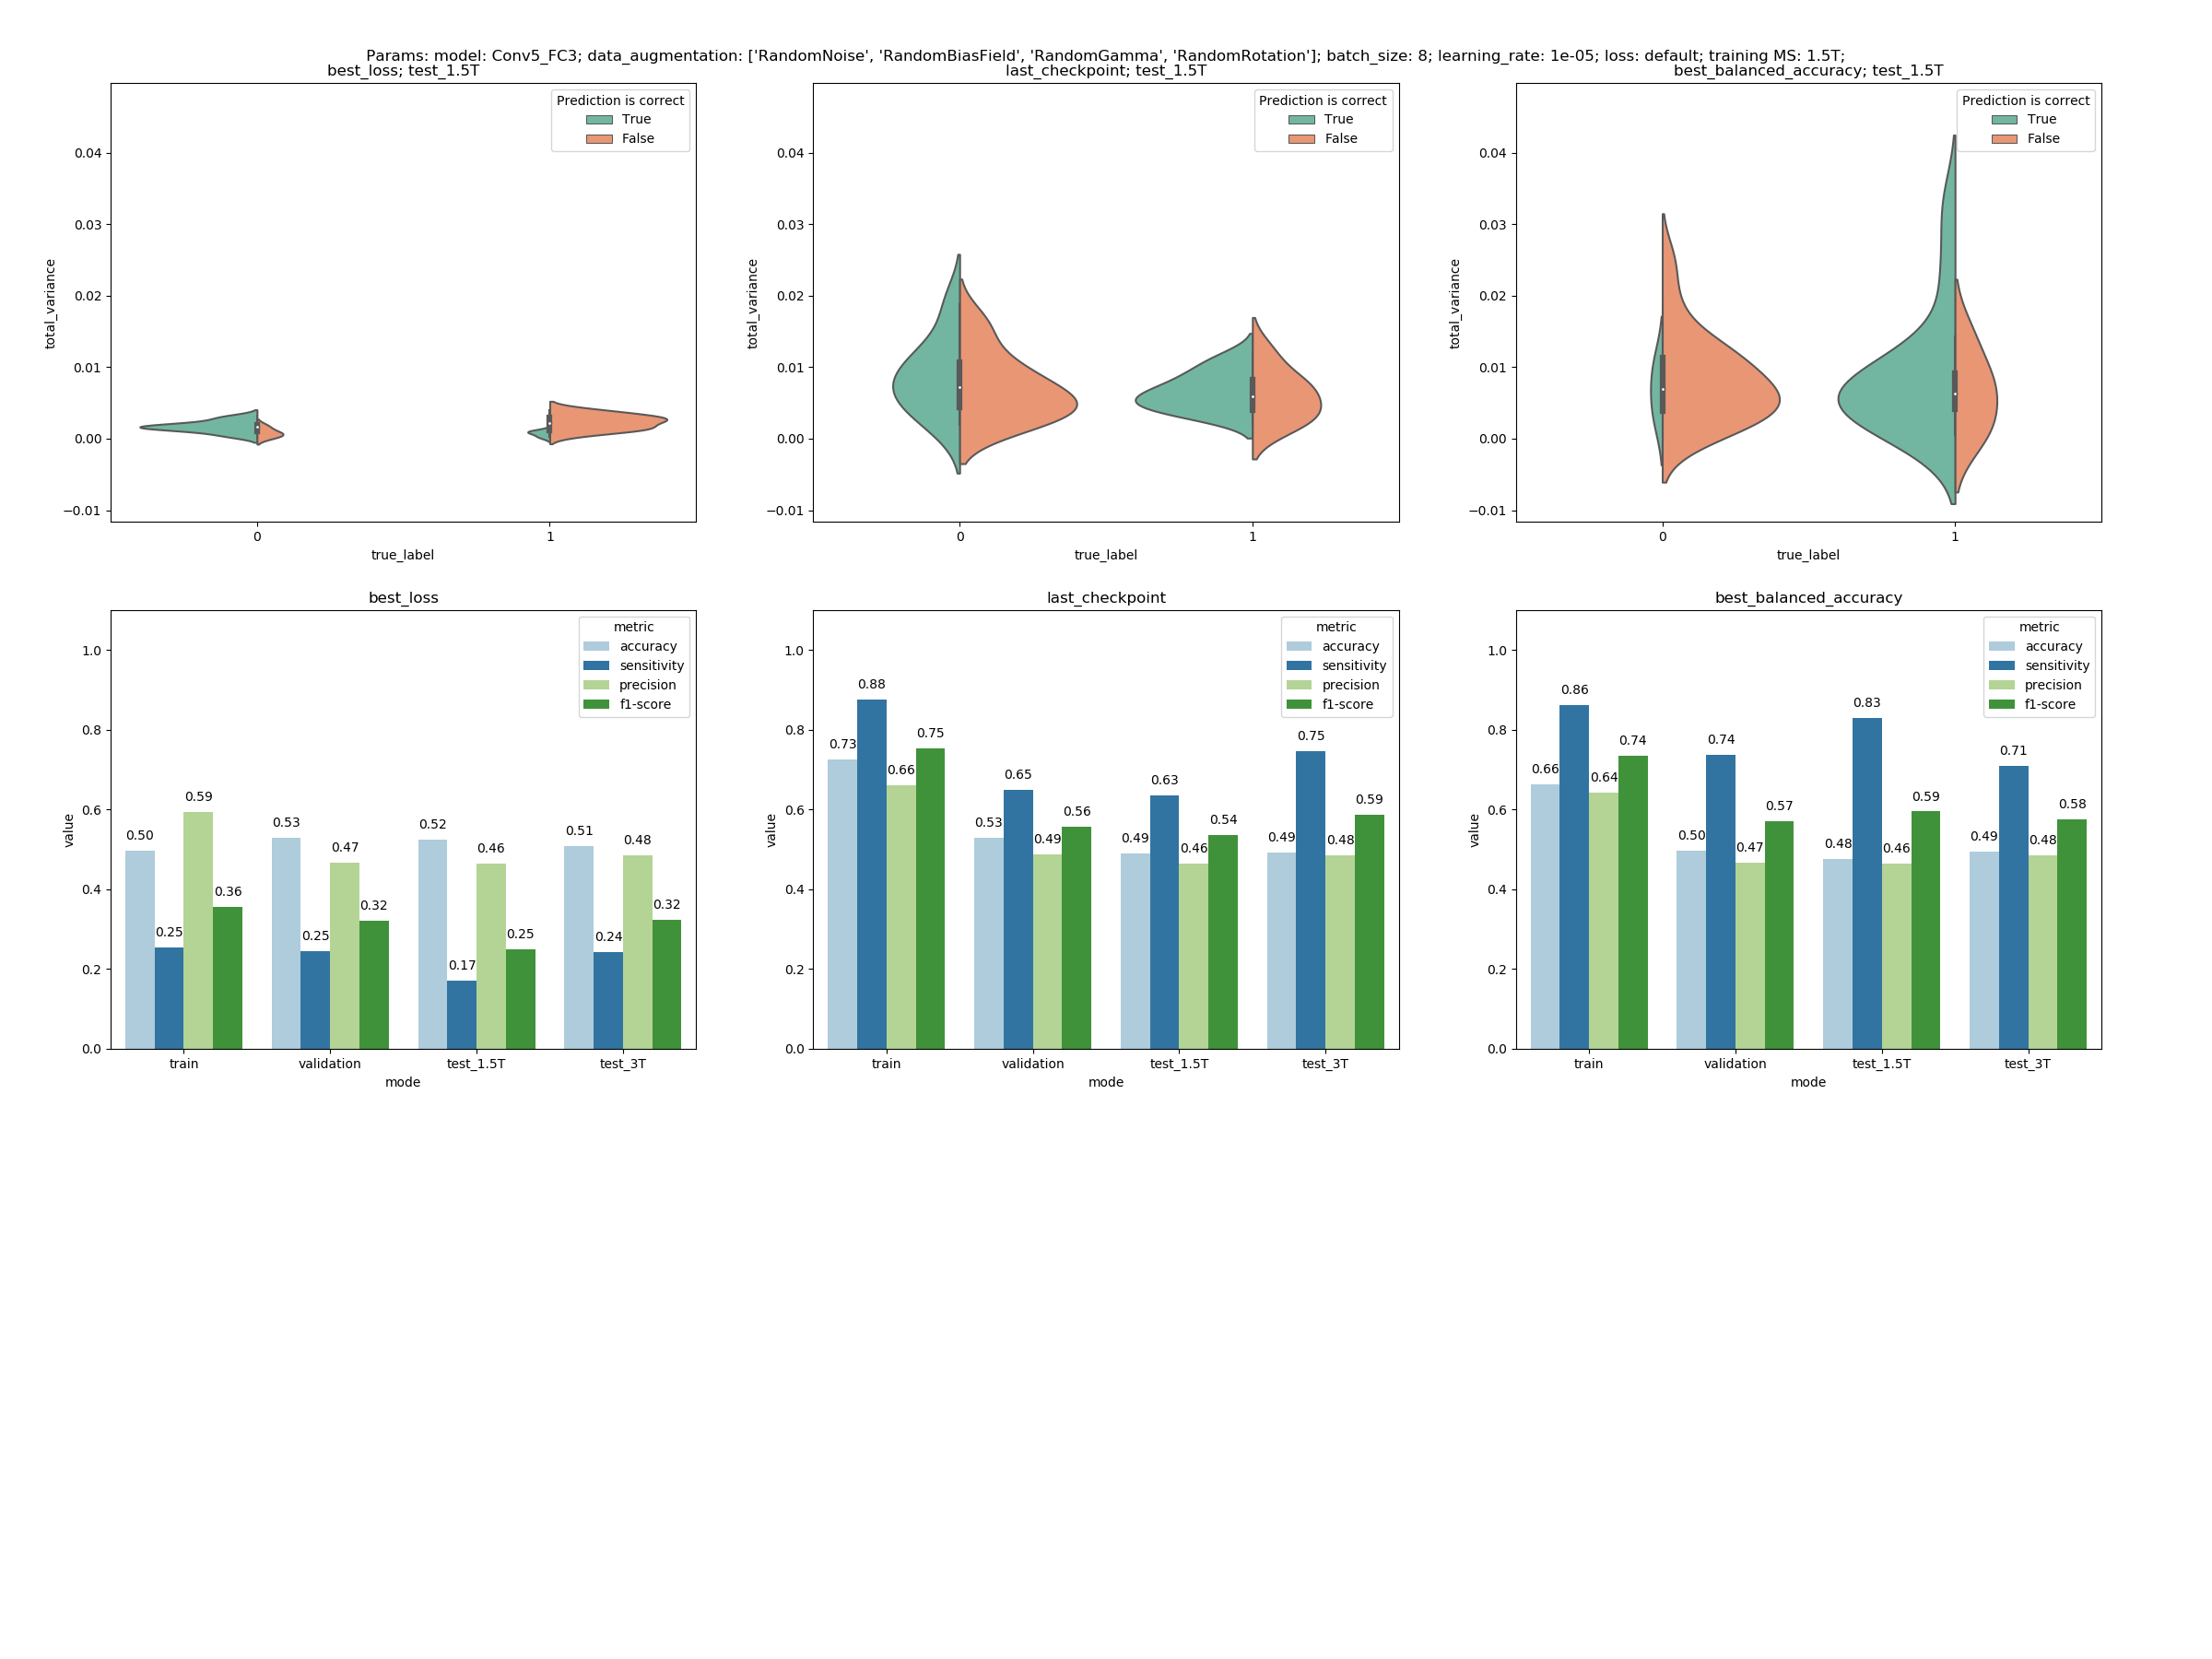 Params: model: Conv5_FC3; data_augmentation: ['RandomNoise', 'RandomBiasField', 'RandomGamma', 'RandomRotation']; batch_size: 8; learning_rate: 1e-05; loss: default; training MS: 1.5T;
best_loss; test_1.5T
Prediction is correct
True
False
total_variance
0.04
0.03
0.02
0.01
0.00
−0.01
0 1
true_label
last_checkpoint; test_1.5T
Prediction is correct
True
False
total_variance
0.04
0.03
0.02
0.01
0.00
−0.01
0 1
true_label
best_balanced_accuracy; test_1.5T
Prediction is correct
True
False
total_variance
0.04
0.03
0.02
0.01
0.00
−0.01
0 1
true_label
best_loss
metric
accuracy
sensitivity
precision
f1-score
value
1.0
0.8
0.6
0.4
0.2
0.0
0.50 0.25 0.59 0.36
0.53 0.25 0.47 0.32
0.52 0.17 0.46 0.25
0.51 0.24 0.48 0.32
train validation test_1.5T test_3T
mode
last_checkpoint
metric
accuracy
sensitivity
precision
f1-score
value
1.0
0.8
0.6
0.4
0.2
0.0
0.73 0.88 0.66 0.75
0.53 0.65 0.49 0.56
0.49 0.63 0.46 0.54
0.49 0.75 0.48 0.59
train validation test_1.5T test_3T
mode
best_balanced_accuracy
metric
accuracy
sensitivity
precision
f1-score
value
1.0
0.8
0.6
0.4
0.2
0.0
0.66 0.86 0.64 0.74
0.50 0.74 0.47 0.57
0.48 0.83 0.46 0.59
0.49 0.71 0.48 0.58
train validation test_1.5T test_3T
mode